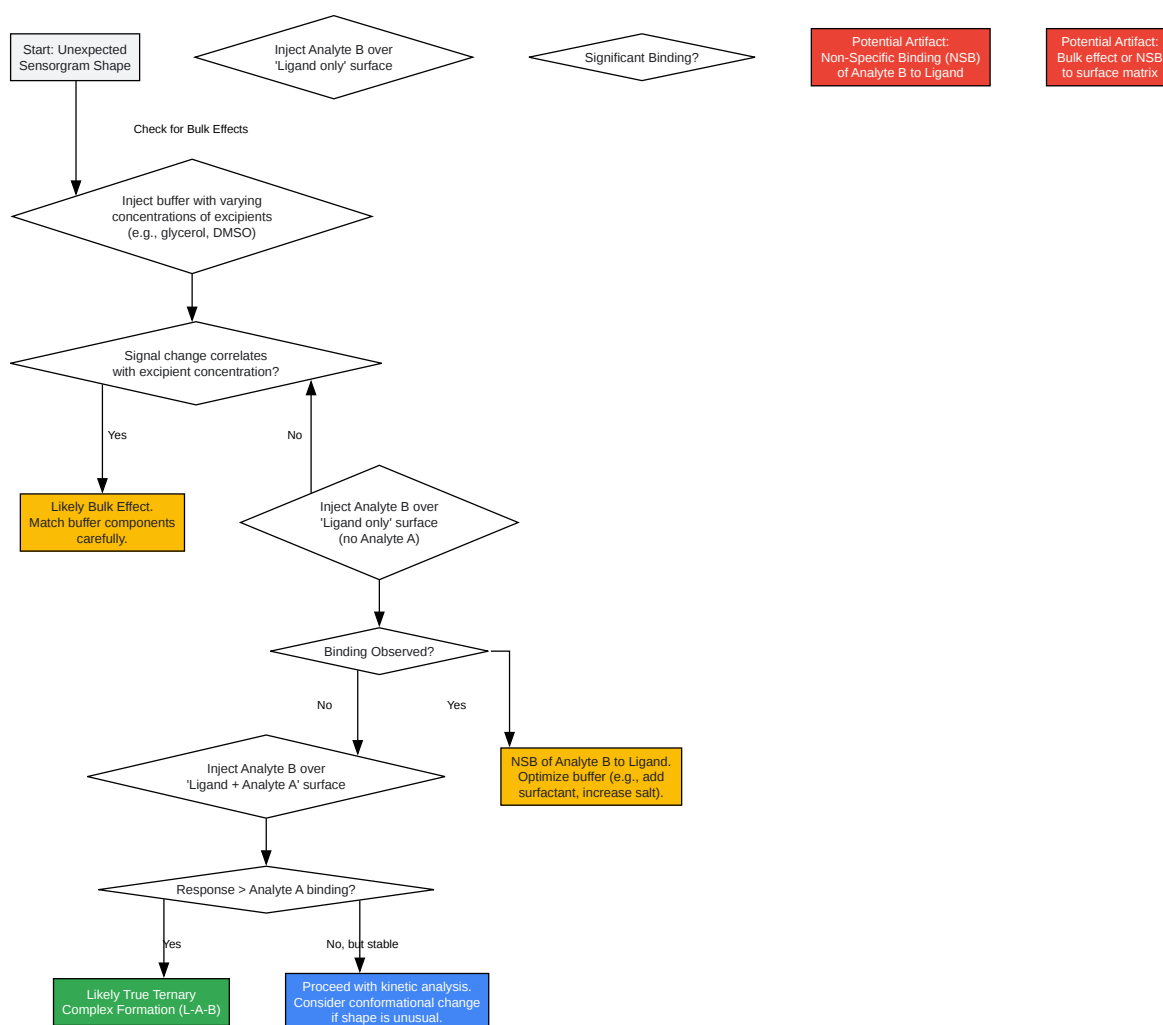 Start: Unexpected
Sensorgram Shape
Inject Analyte B over
'Ligand only' surface
Significant Binding?
Potential Artifact:
Non-Specific Binding (NSB)
of Analyte B to Ligand
Potential Artifact:
Bulk effect or NSB
to surface matrix
Check for Bulk Effects
Inject buffer with varying
concentrations of excipients
(e.g., glycerol, DMSO)
Signal change correlates
with excipient concentration?
Yes
No
Likely Bulk Effect.
Match buffer components
carefully.
Inject Analyte B over
'Ligand only' surface
(no Analyte A)
Binding Observed?
No
Yes
Inject Analyte B over
'Ligand + Analyte A' surface
NSB of Analyte B to Ligand.
Optimize buffer (e.g., add
surfactant, increase salt).
Response > Analyte A binding?
Yes
No, but stable
Likely True Ternary
Complex Formation (L-A-B)
Proceed with kinetic analysis.
Consider conformational change
if shape is unusual.